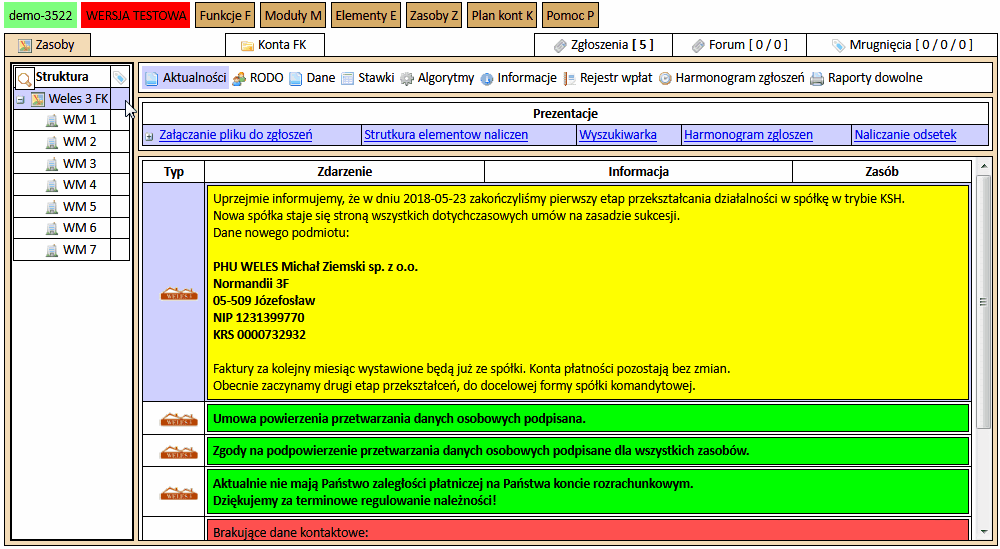 demo-3522 WERSJA TESTOWA Funkcje F Moduły M Elementy E Zasoby Z Plan kont K Pomoc P
Zasoby Konta FK Zgłoszenia [ 5 ] Forum [ 0 / 0 ] Mrugnięcia [ 0 / 0 / 0 ]
Struktura
Weles 3 FK
WM 1
WM 2
WM 3
WM 4
WM 5
WM 6
WM 7
Aktualności RODO Dane Stawki Algorytmy Informacje Rejestr wpłat Harmonogram zgłoszeń Raporty dowolne
Prezentacje
Załączanie pliku do zgłoszeń Strutkura elementow naliczen Wyszukiwarka Harmonogram zgloszen Naliczanie odsetek
Typ Zdarzenie Informacja Zasób
Uprzejmie informujemy, że w dniu 2018-05-23 zakończyliśmy pierwszy etap przekształcania działalności w spółkę w trybie KSH.
Nowa spółka staje się stroną wszystkich dotychczasowych umów na zasadzie sukcesji.
Dane nowego podmiotu:
PHU WELES Michał Ziemski sp. z o.o.
Normandii 3F
05-509 Józefosław
NIP 1231399770
KRS 0000732932
WELES 3
Faktury za kolejny miesiąc wystawione będą już ze spółki. Konta płatności pozostają bez zmian.
Obecnie zaczynamy drugi etap przekształceń, do docelowej formy spółki komandytowej.
WELES 3 Umowa powierzenia przetwarzania danych osobowych podpisana.
WELES 3 Zgody na podpowierzenie przetwarzania danych osobowych podpisane dla wszystkich zasobów.
WELES 3 Aktualnie nie mają Państwo zaległości płatniczej na Państwa koncie rozrachunkowym.
Dziękujemy za terminowe regulowanie należności!
Brakujące dane kontaktowe: